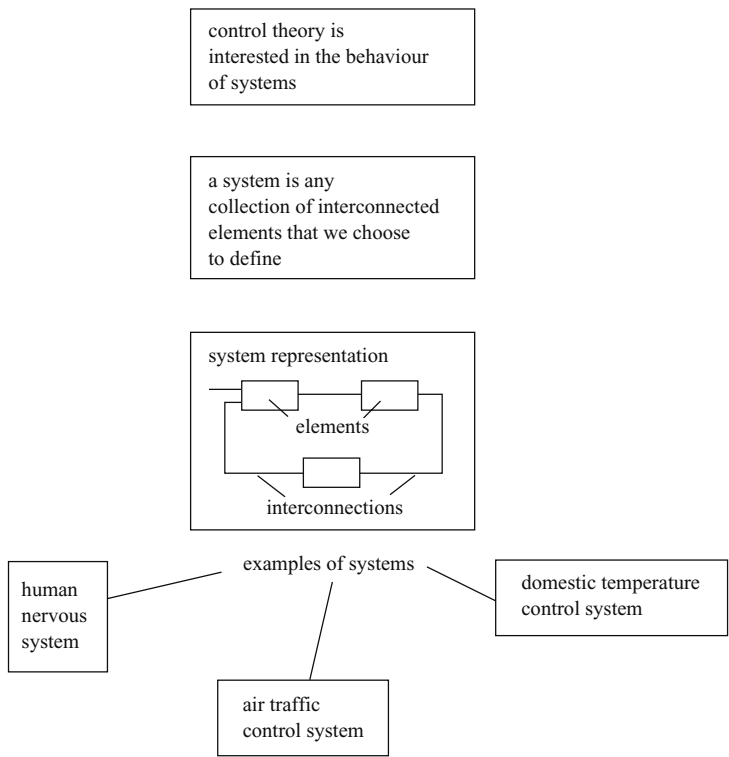 control theory is
interested in the behaviour
of systems
a system is any
collection of interconnected
elements that we choose
to define
system representation
elements
interconnections
examples of systems
human
nervous
system
domestic temperature
control system
air traffic
control system